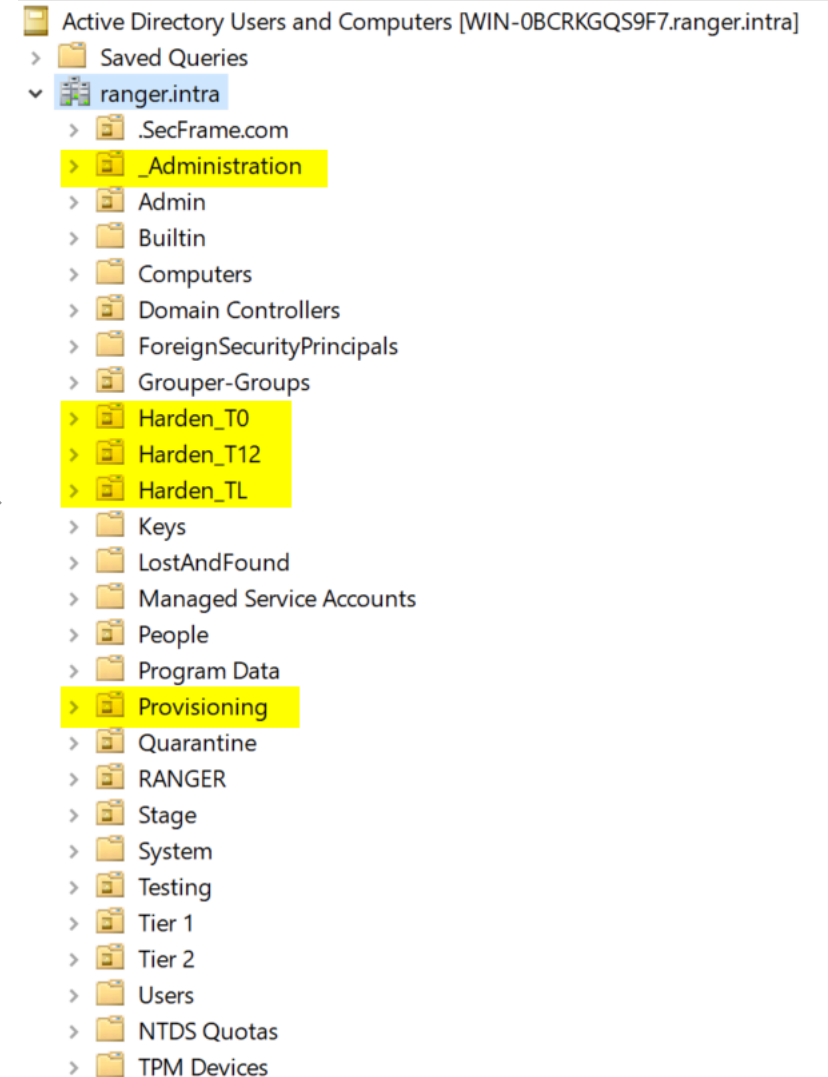 Active Directory Users and Computers [WIN-0BCRKGQS9F7.ranger.intra]
Saved Queries
ranger.intra
.SecFrame.com
_Administration
Admin
Builtin
Computers
Domain Controllers
ForeignSecurityPrincipals
Grouper-Groups
Harden_T0
Harden_T12
Harden_TL
Keys
LostAndFound
Managed Service Accounts
People
Program Data
Provisioning
Quarantine
RANGER
Stage
System
Testing
Tier 1
Tier 2
Users
NTDS Quotas
TPM Devices